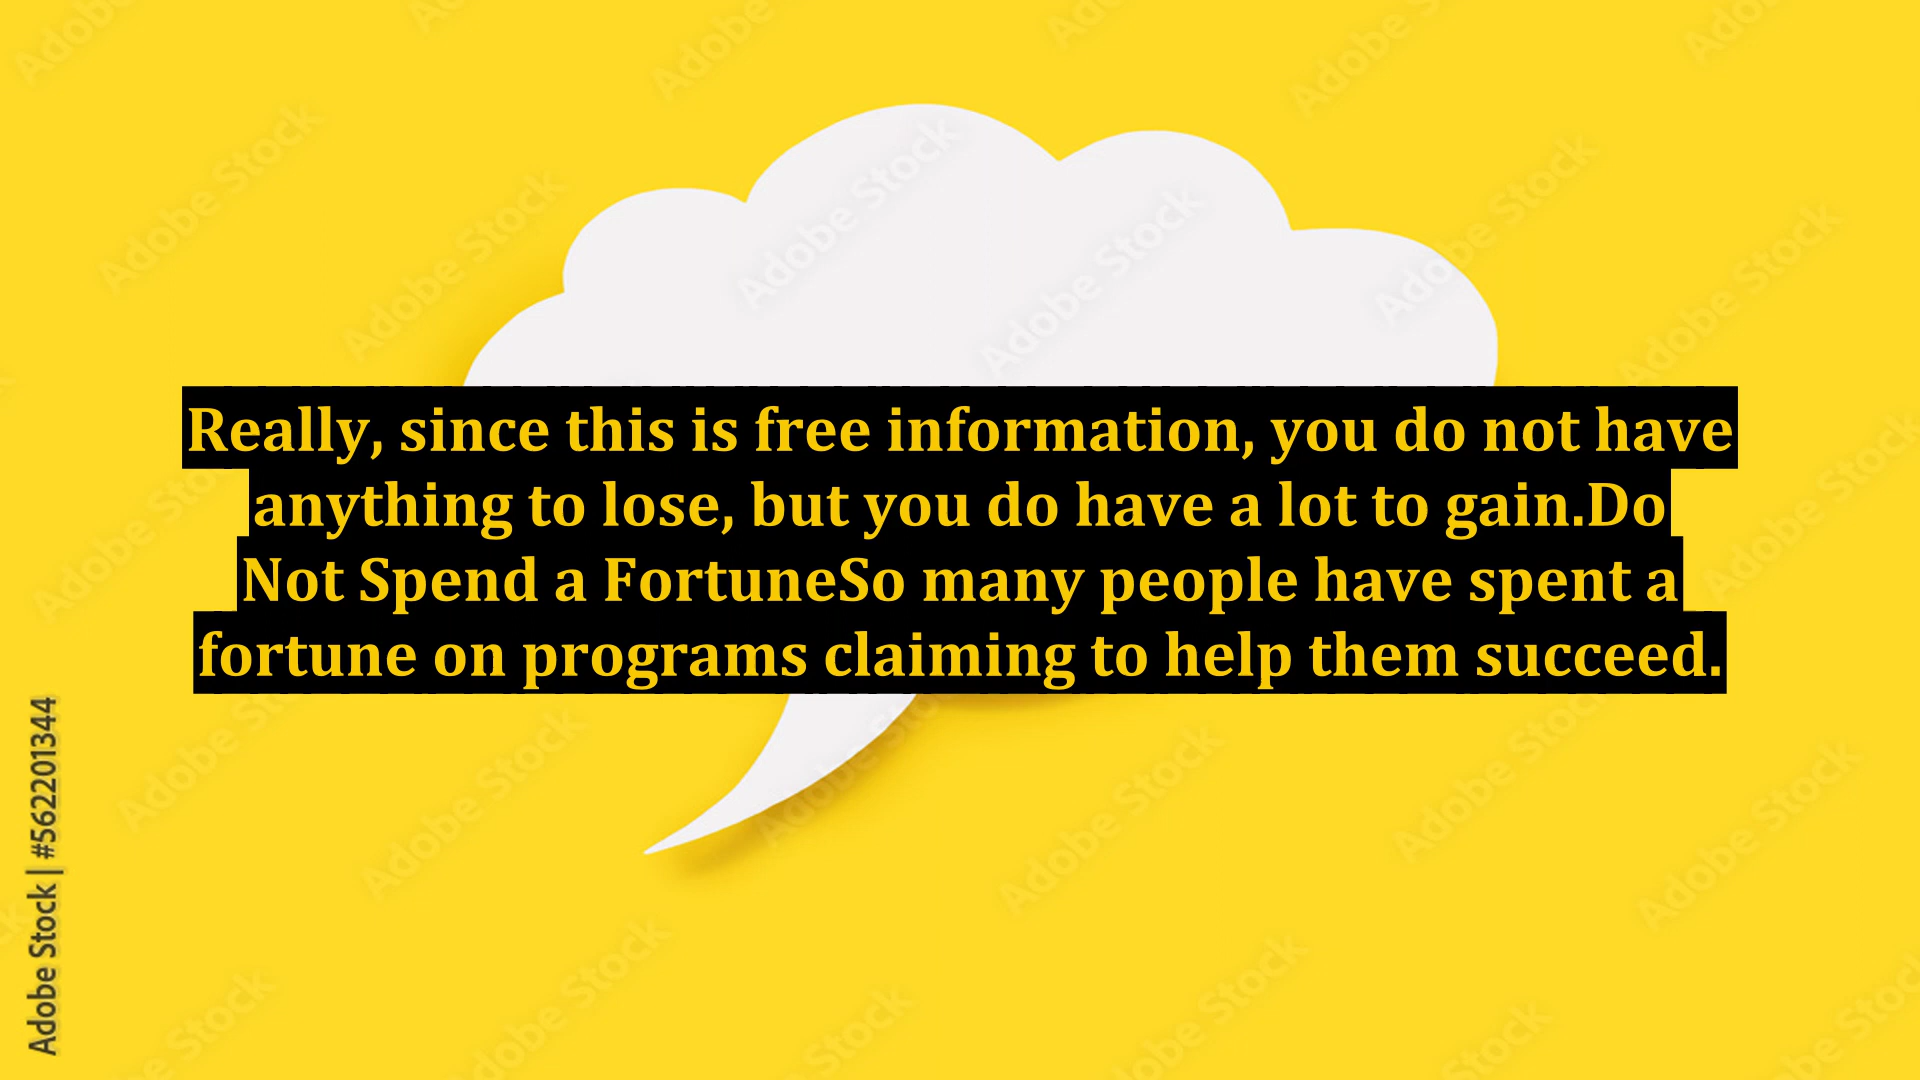 Really, since this is free information, you do not have
anything to lose, but you do have a lot to gain.Do
Not Spend a FortuneSo many people have spent a
fortune on programs claiming to help them succeed.
Adobe Stock | #562201344